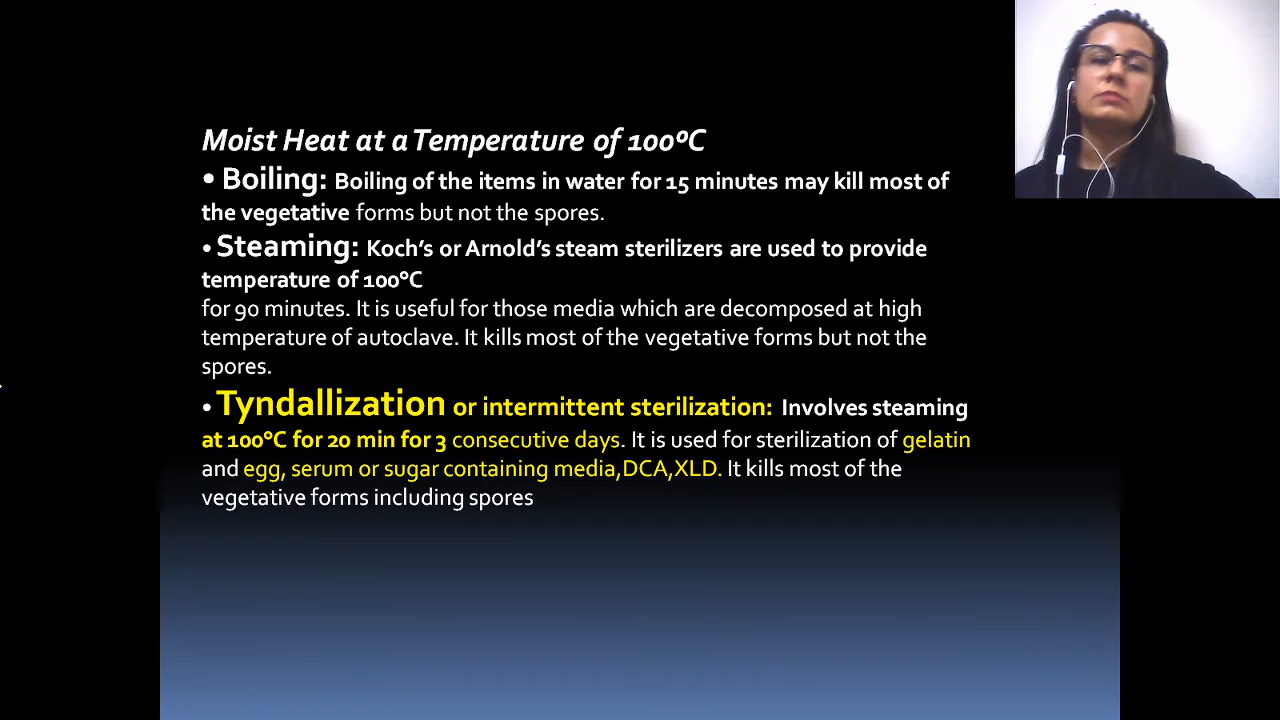 Moist Heat at a Temperature of 100ºC
• Boiling: Boiling of the items in water for 15 minutes may kill most of
the vegetative forms but not the spores.
• Steaming: Koch’s or Arnold’s steam sterilizers are used to provide
temperature of 100°C
for 90 minutes. It is useful for those media which are decomposed at high
temperature of autoclave. It kills most of the vegetative forms but not the
spores.
• Tyndallization or intermittent sterilization: Involves steaming
at 100°C for 20 min for 3 consecutive days. It is used for sterilization of gelatin
and egg, serum or sugar containing media,DCA,XLD. It kills most of the
vegetative forms including spores